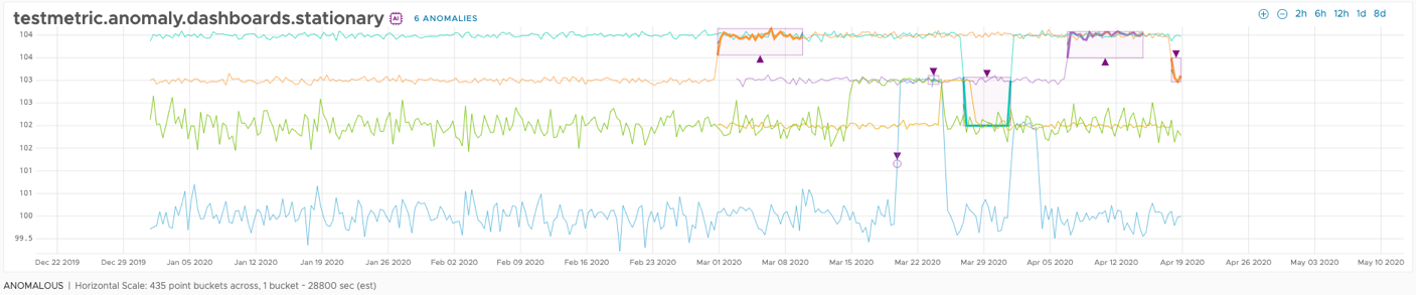 testmetric.anomaly.dashboards.stationary AI 6 ANOMALIES
2h 6h 12h 1d 8d
104
104
103
103
102
102
101
101
100
99.5
Dec 22 2019 Dec 29 2019 Jan 05 2020 Jan 12 2020 Jan 19 2020 Jan 26 2020 Feb 02 2020 Feb 09 2020 Feb 16 2020 Feb 23 2020 Mar 01 2020 Mar 08 2020 Mar 15 2020 Mar 22 2020 Mar 29 2020 Apr 05 2020 Apr 12 2020 Apr 19 2020 Apr 26 2020 May 03 2020 May 10 2020
ANOMALOUS | Horizontal Scale: 435 point buckets across, 1 bucket - 28800 sec (est)